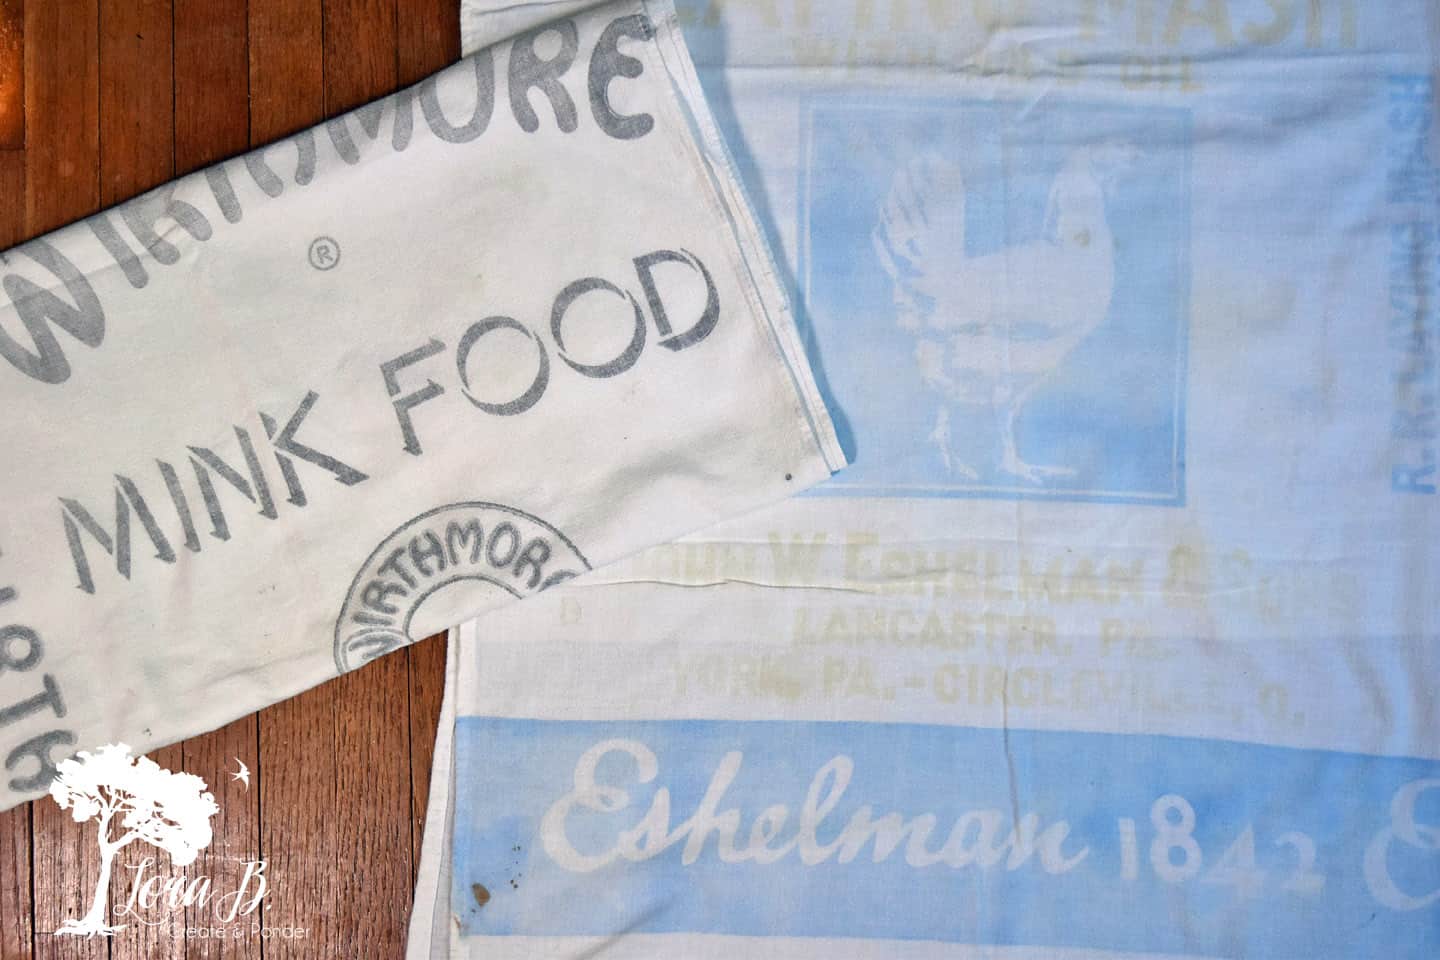 WIRTHMORE
®
MINK FOOD
WIRTHMORE
LAYING MASH
OIL
JOHN W. ESHELMAN & SONS
LANCASTER, PA.
YORK, PA.-CIRCLEVILLE, O.
Eshelman 1842 E
Lora B.
Create & Ponder